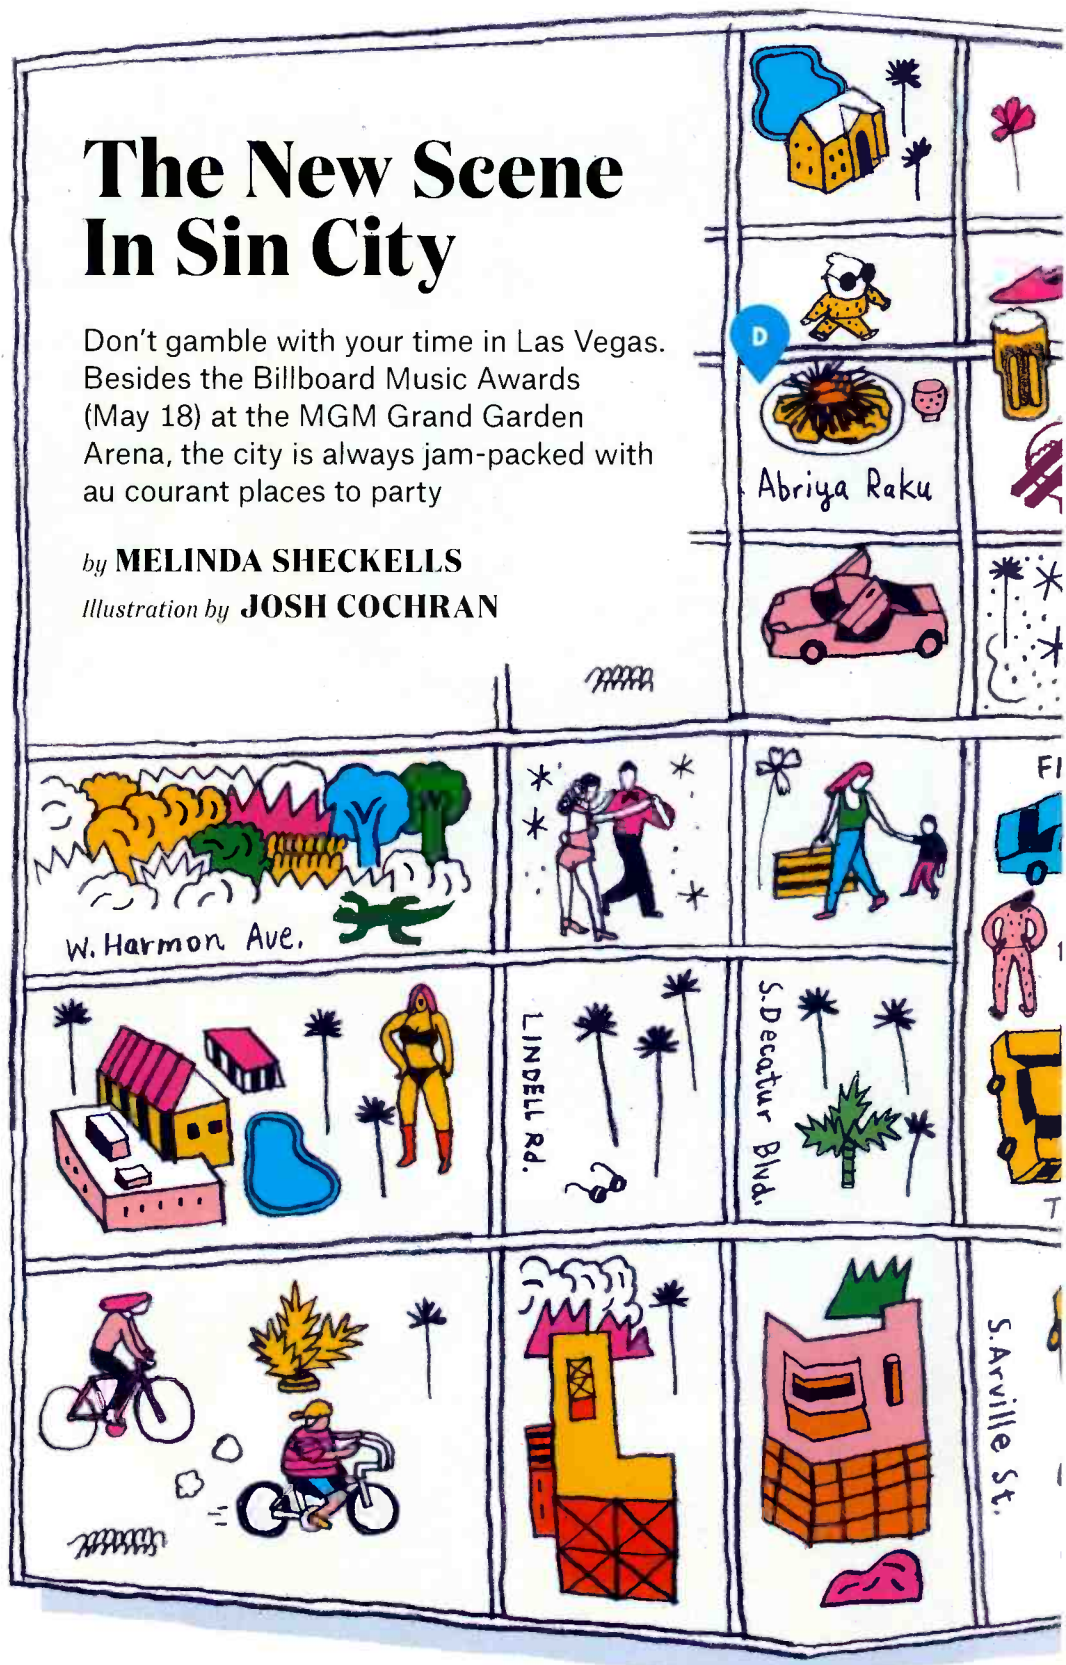 The New Scene
In Sin City
Don't gamble with your time in Las Vegas.
Besides the Billboard Music Awards
(May 18) at the MGM Grand Garden
Arena, the city is always jam-packed with
au courant places to party
by MELINDA SHECKELLS
Illustration by JOSH COCHRAN
D
Abriya Raku
W. Harmon Ave.
LINDELL Rd.
S. Decatur Blvd.
S. Arville St.